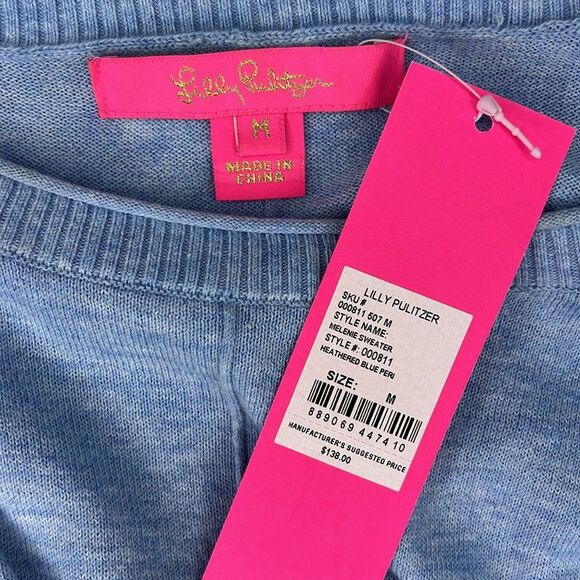 Lilly Pulitzer
M
MADE IN
CHINA
LILLY PULITZER
SKU #
000811 507 M
STYLE NAME:
MELENIE SWEATER
STYLE #: 000811
HEATHERED BLUE PERI
SIZE: M
889069 447410
MANUFACTURER'S SUGGESTED PRICE
$138.00